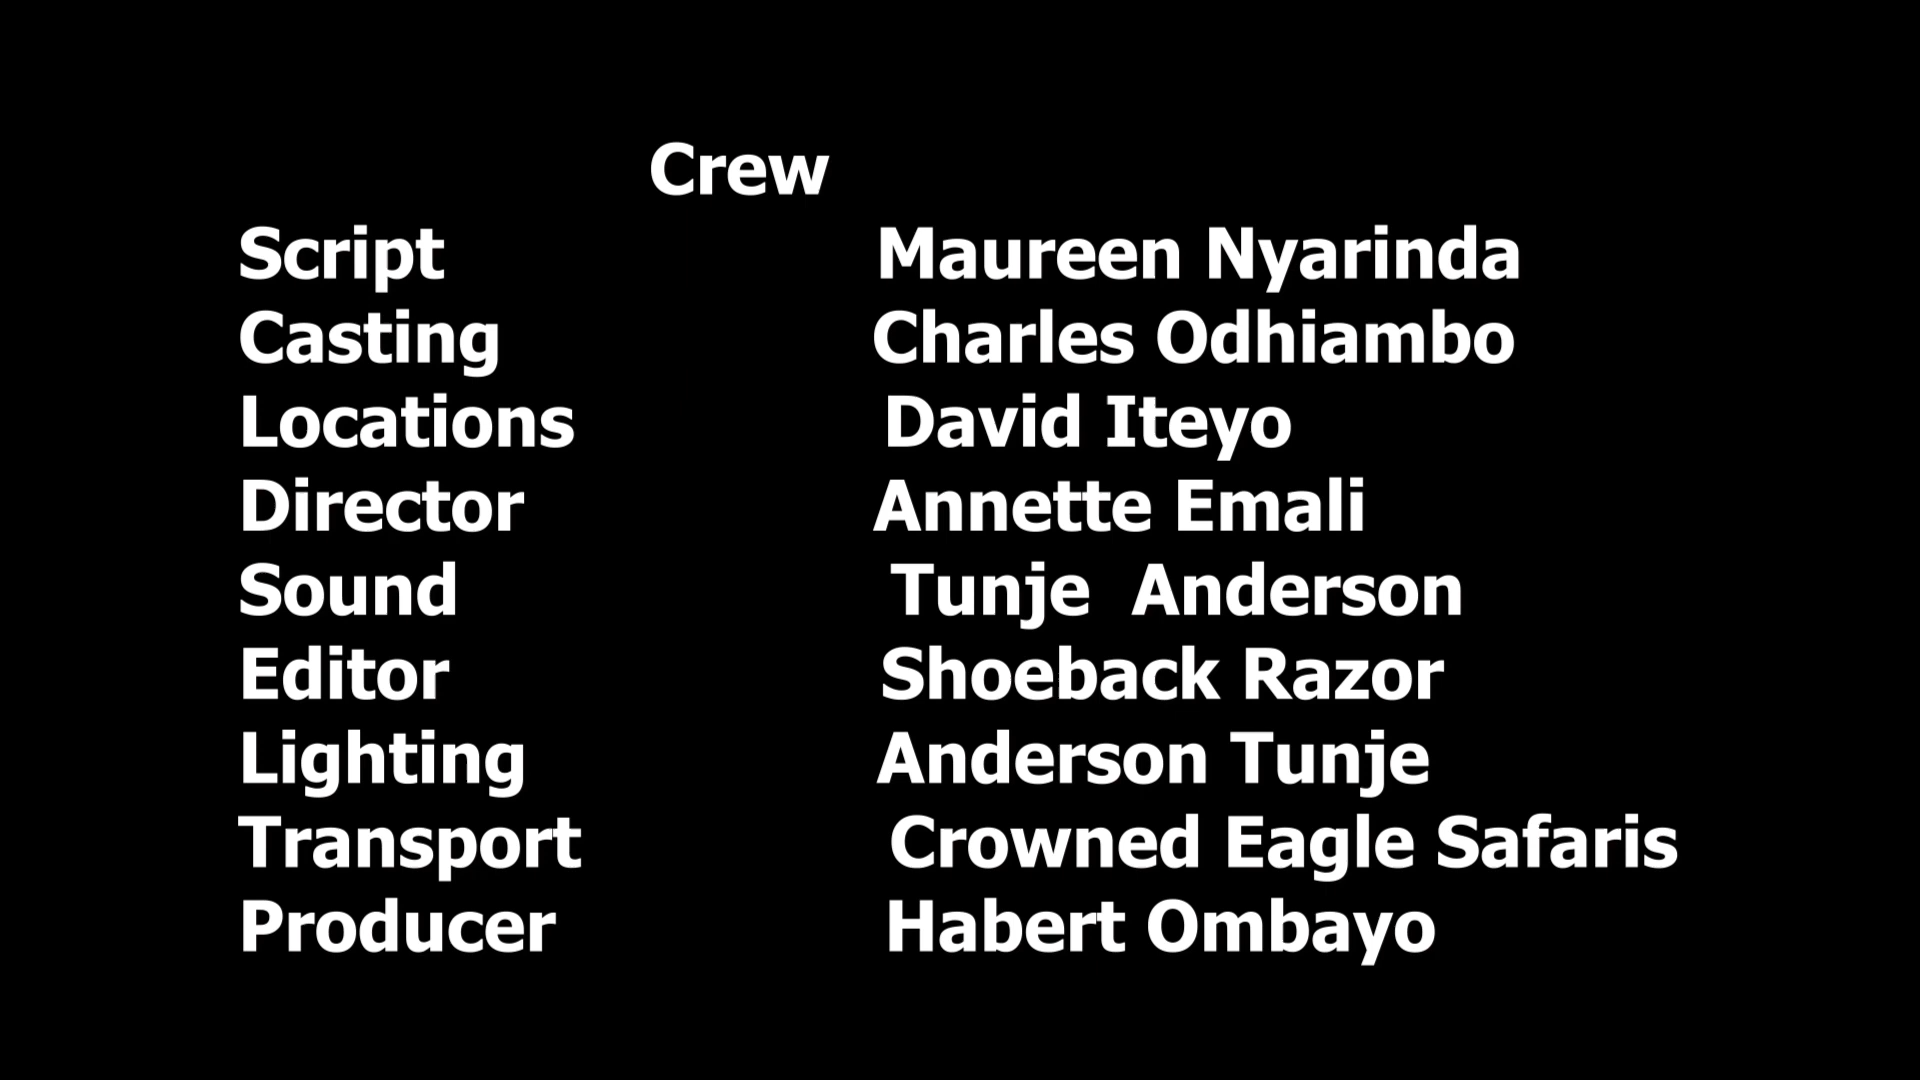 Crew
Script Maureen Nyarinda
Casting Charles Odhiambo
Locations David Iteyo
Director Annette Emali
Sound Tunje Anderson
Editor Shoeback Razor
Lighting Anderson Tunje
Transport Crowned Eagle Safaris
Producer Habert Ombayo